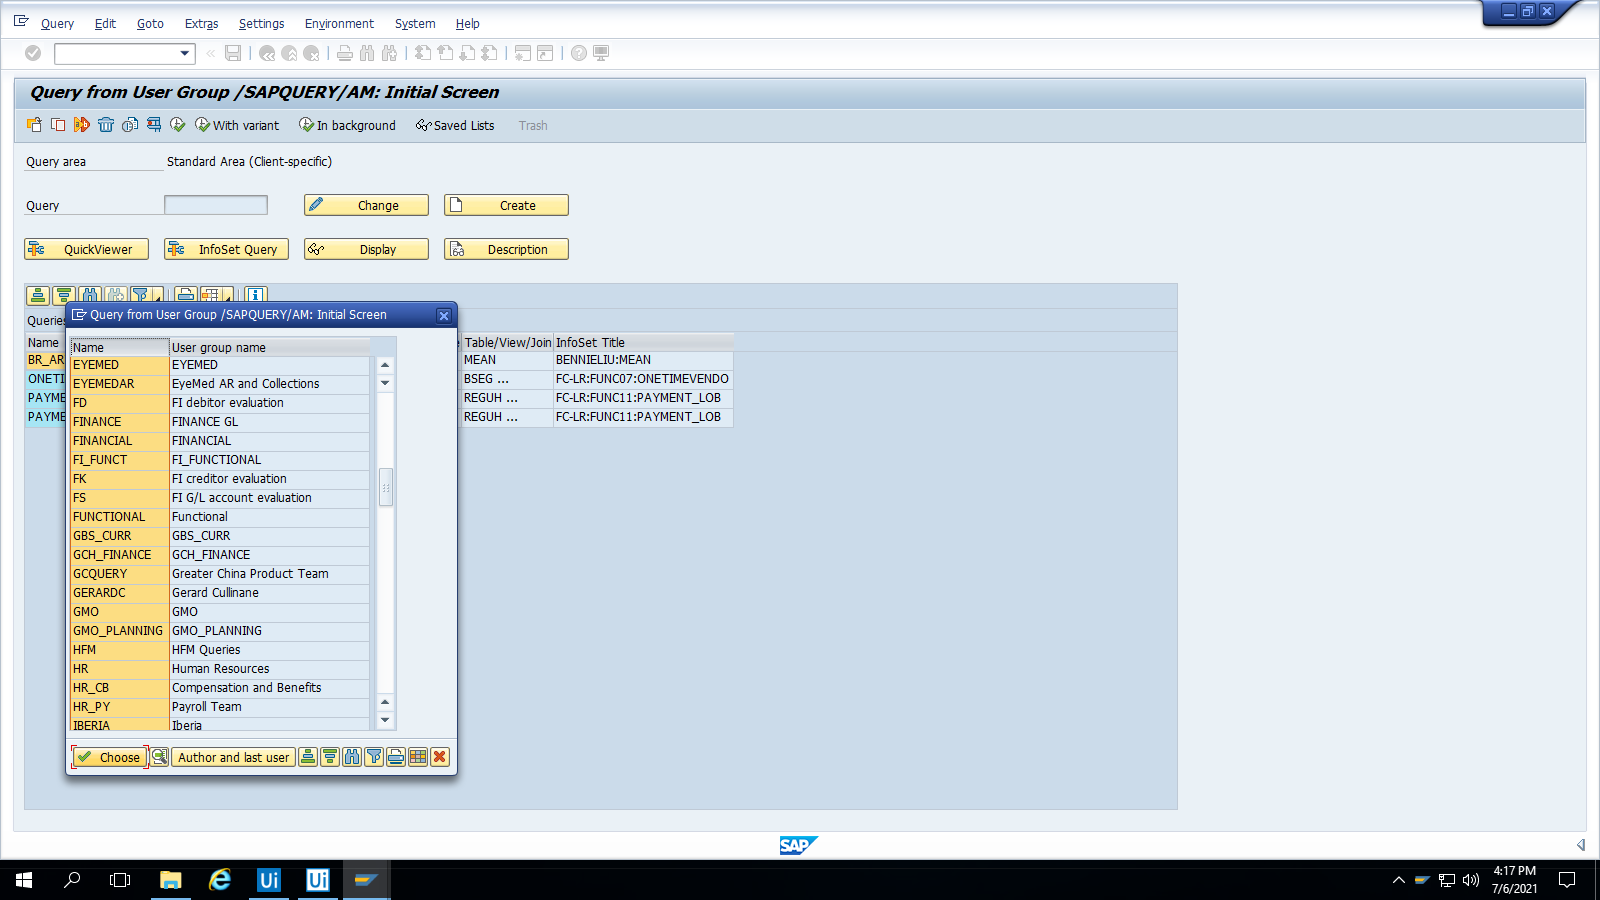 Query Edit Goto Extras Settings Environment System Help
Query from User Group /SAPQUERY/AM: Initial Screen
With variant In background Saved Lists Trash
Query area Standard Area (Client-specific)
Query Change Create
QuickViewer InfoSet Query Display Description
Queries
Name Table/View/Join InfoSet Title
BR_AR MEAN BENNIELIU:MEAN
ONETI BSEG ... FC-LR:FUNC07:ONETIMEVENDO
PAYME REGUH ... FC-LR:FUNC11:PAYMENT_LOB
PAYME REGUH ... FC-LR:FUNC11:PAYMENT_LOB
Query from User Group /SAPQUERY/AM: Initial Screen
Name User group name
EYEMED EYEMED
EYEMEDAR EyeMed AR and Collections
FD FI debitor evaluation
FINANCE FINANCE GL
FINANCIAL FINANCIAL
FI_FUNCT FI_FUNCTIONAL
FK FI creditor evaluation
FS FI G/L account evaluation
FUNCTIONAL Functional
GBS_CURR GBS_CURR
GCH_FINANCE GCH_FINANCE
GCQUERY Greater China Product Team
GERARDC Gerard Cullinane
GMO GMO
GMO_PLANNING GMO_PLANNING
HFM HFM Queries
HR Human Resources
HR_CB Compensation and Benefits
HR_PY Payroll Team
IBERIA Iberia
Choose Author and last user
SAP
Ui Ui
4:17 PM
7/6/2021